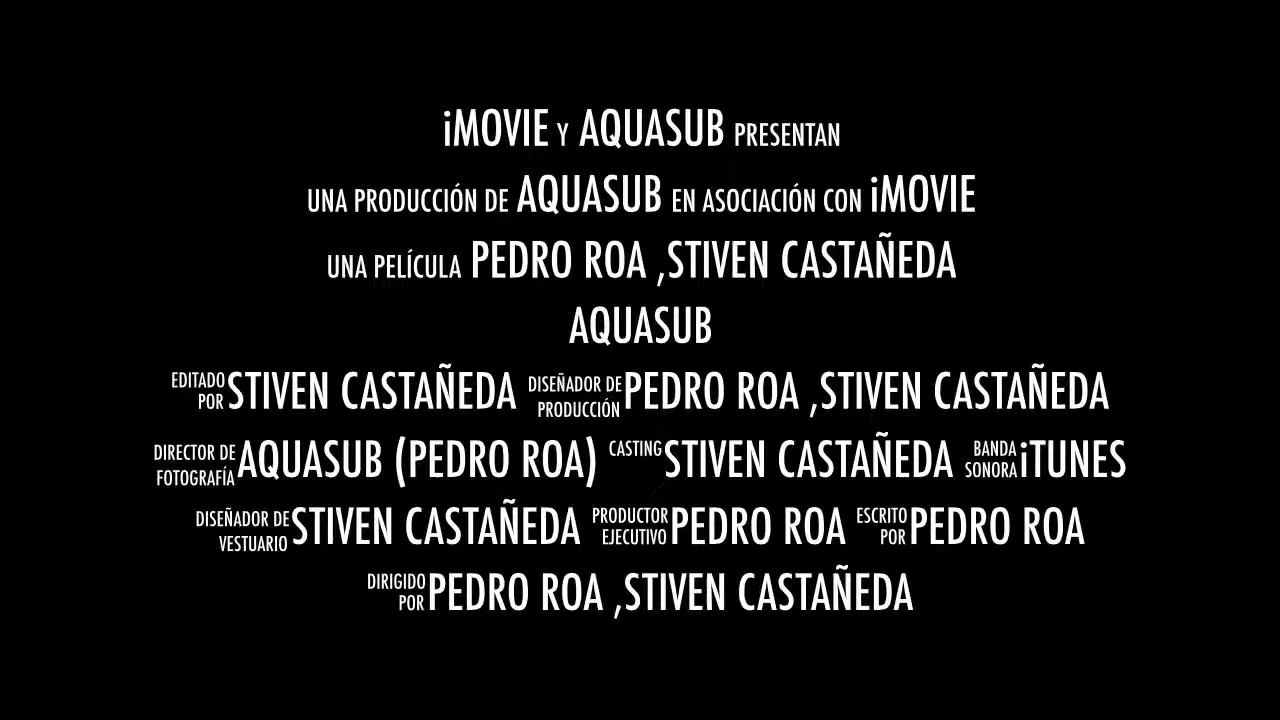 iMOVIE Y AQUASUB PRESENTAN
UNA PRODUCCIÓN DE AQUASUB EN ASOCIACIÓN CON iMOVIE
UNA PELÍCULA PEDRO ROA ,STIVEN CASTAÑEDA
AQUASUB
EDITADO POR STIVEN CASTAÑEDA DISEÑADOR DE PRODUCCIÓN PEDRO ROA ,STIVEN CASTAÑEDA
DIRECTOR DE FOTOGRAFÍA AQUASUB (PEDRO ROA) CASTING STIVEN CASTAÑEDA BANDA SONORA iTUNES
DISEÑADOR DE VESTUARIO STIVEN CASTAÑEDA PRODUCTOR EJECUTIVO PEDRO ROA ESCRITO POR PEDRO ROA
DIRIGIDO POR PEDRO ROA ,STIVEN CASTAÑEDA